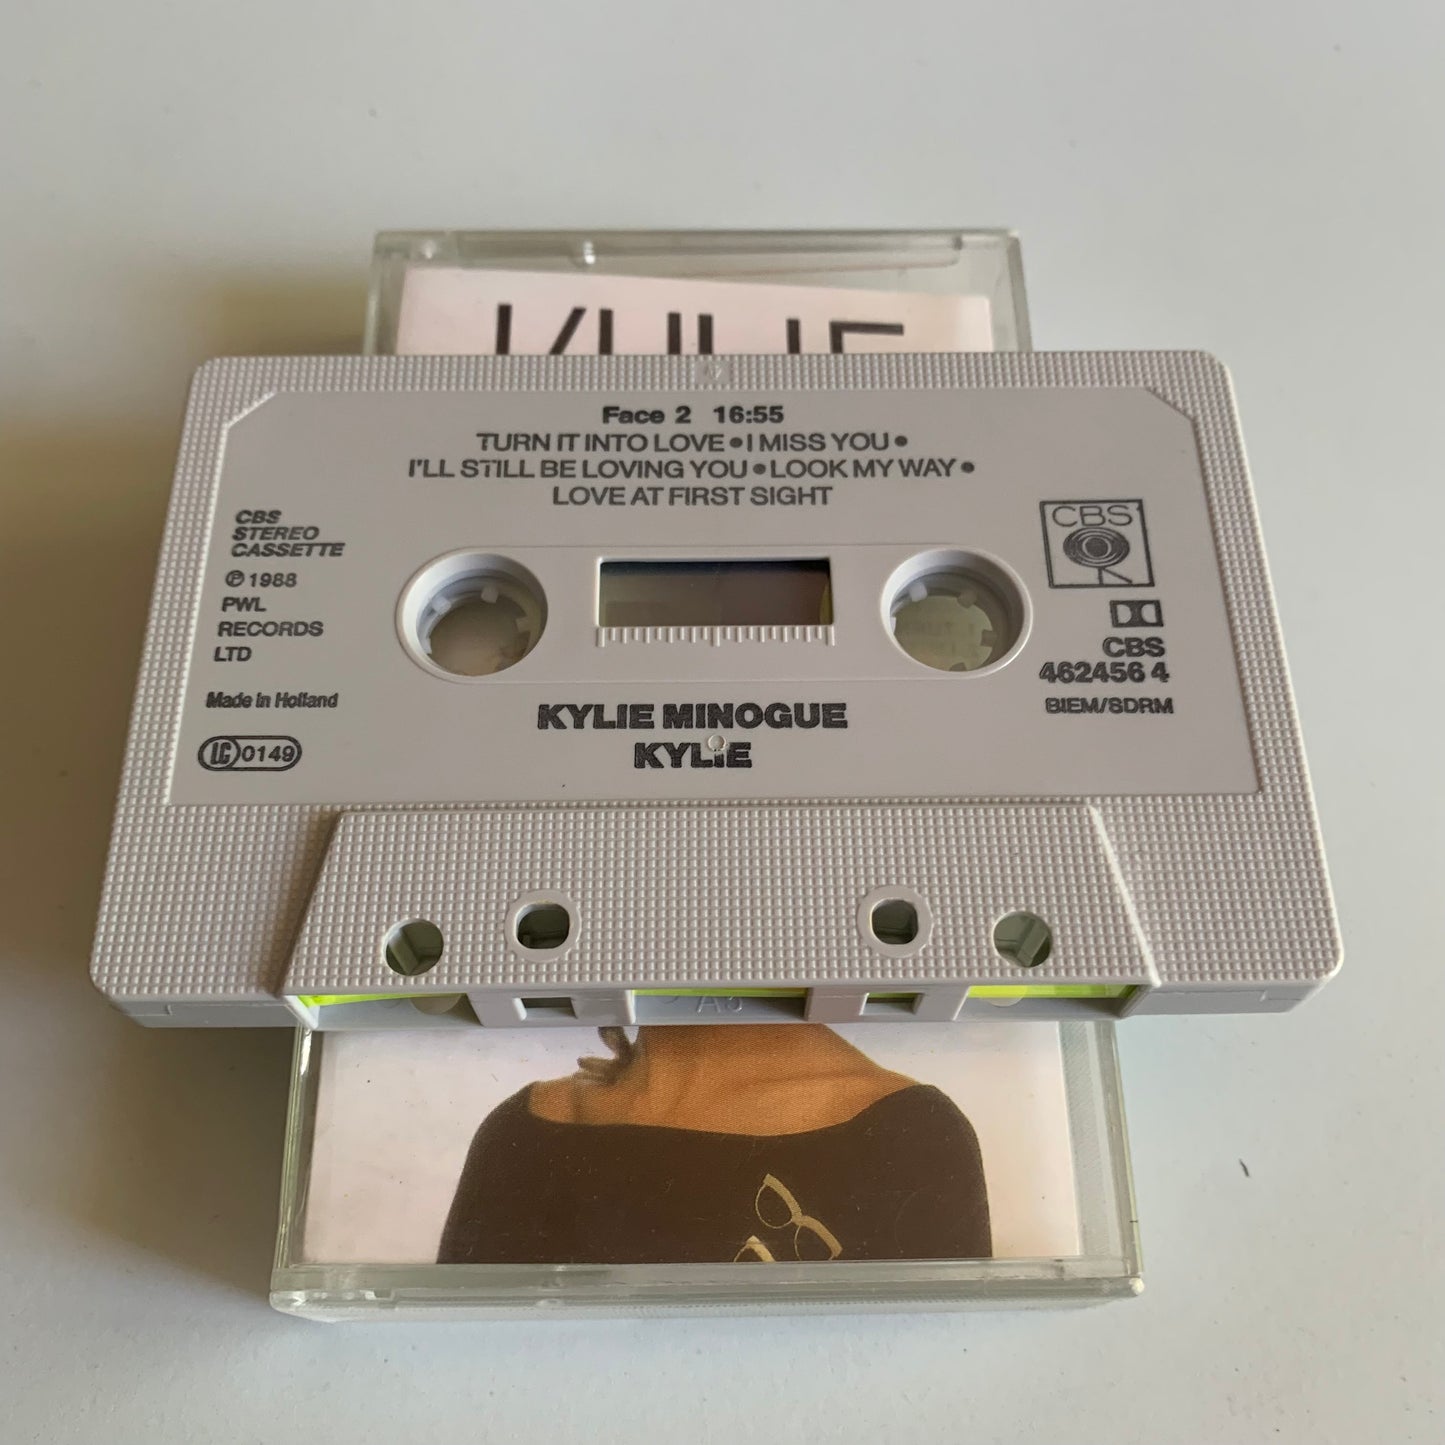 KYLIE
Face 2 16:55
TURN IT INTO LOVE • I MISS YOU •
I'LL STILL BE LOVING YOU • LOOK MY WAY •
LOVE AT FIRST SIGHT
CBS
STEREO
CASSETTE
℗ 1988
PWL
RECORDS
LTD
Made in Holland
LC 0149
CBS
CBS
462456 4
BIEM/SDRM
KYLIE MINOGUE
KYLIE
A3